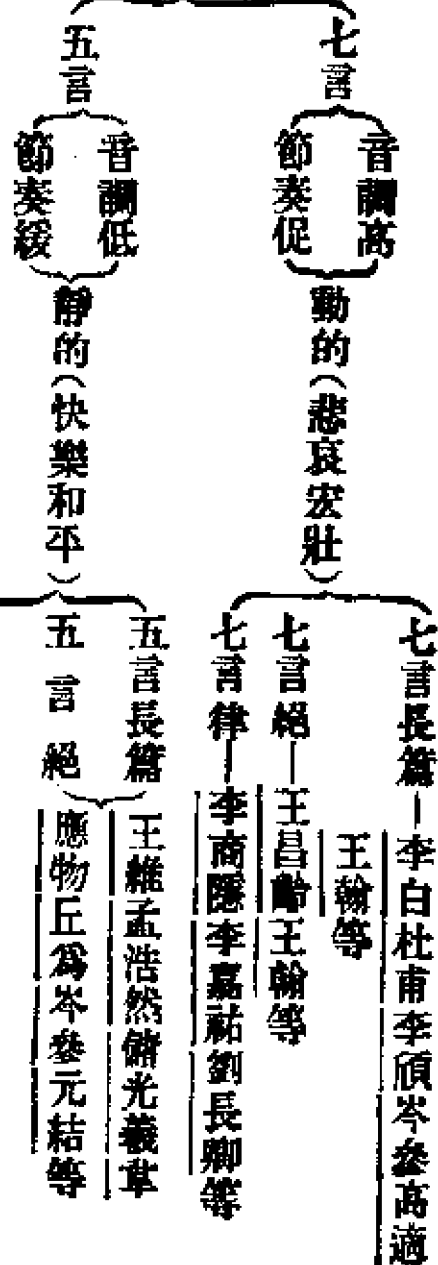 七言
音調高
節奏促
動的（悲哀宏壯）
七言長篇—李白杜甫李頎岑參高適
王翰等
七言絕—王昌齡王翰等
七言律—李商隱李嘉祐劉長卿等
五言
音調低
節奏緩
靜的（快樂和平）
五言長篇
五言絕
王維孟浩然儲光羲韋
應物丘爲岑參元結等